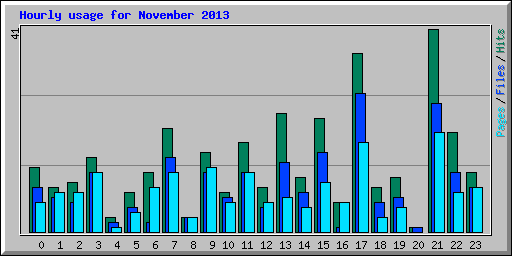 Hourly usage for November 2013
41
Pages/Files/Hits
0 1 2 3 4 5 6 7 8 9 10 11 12 13 14 15 16 17 18 19 20 21 22 23